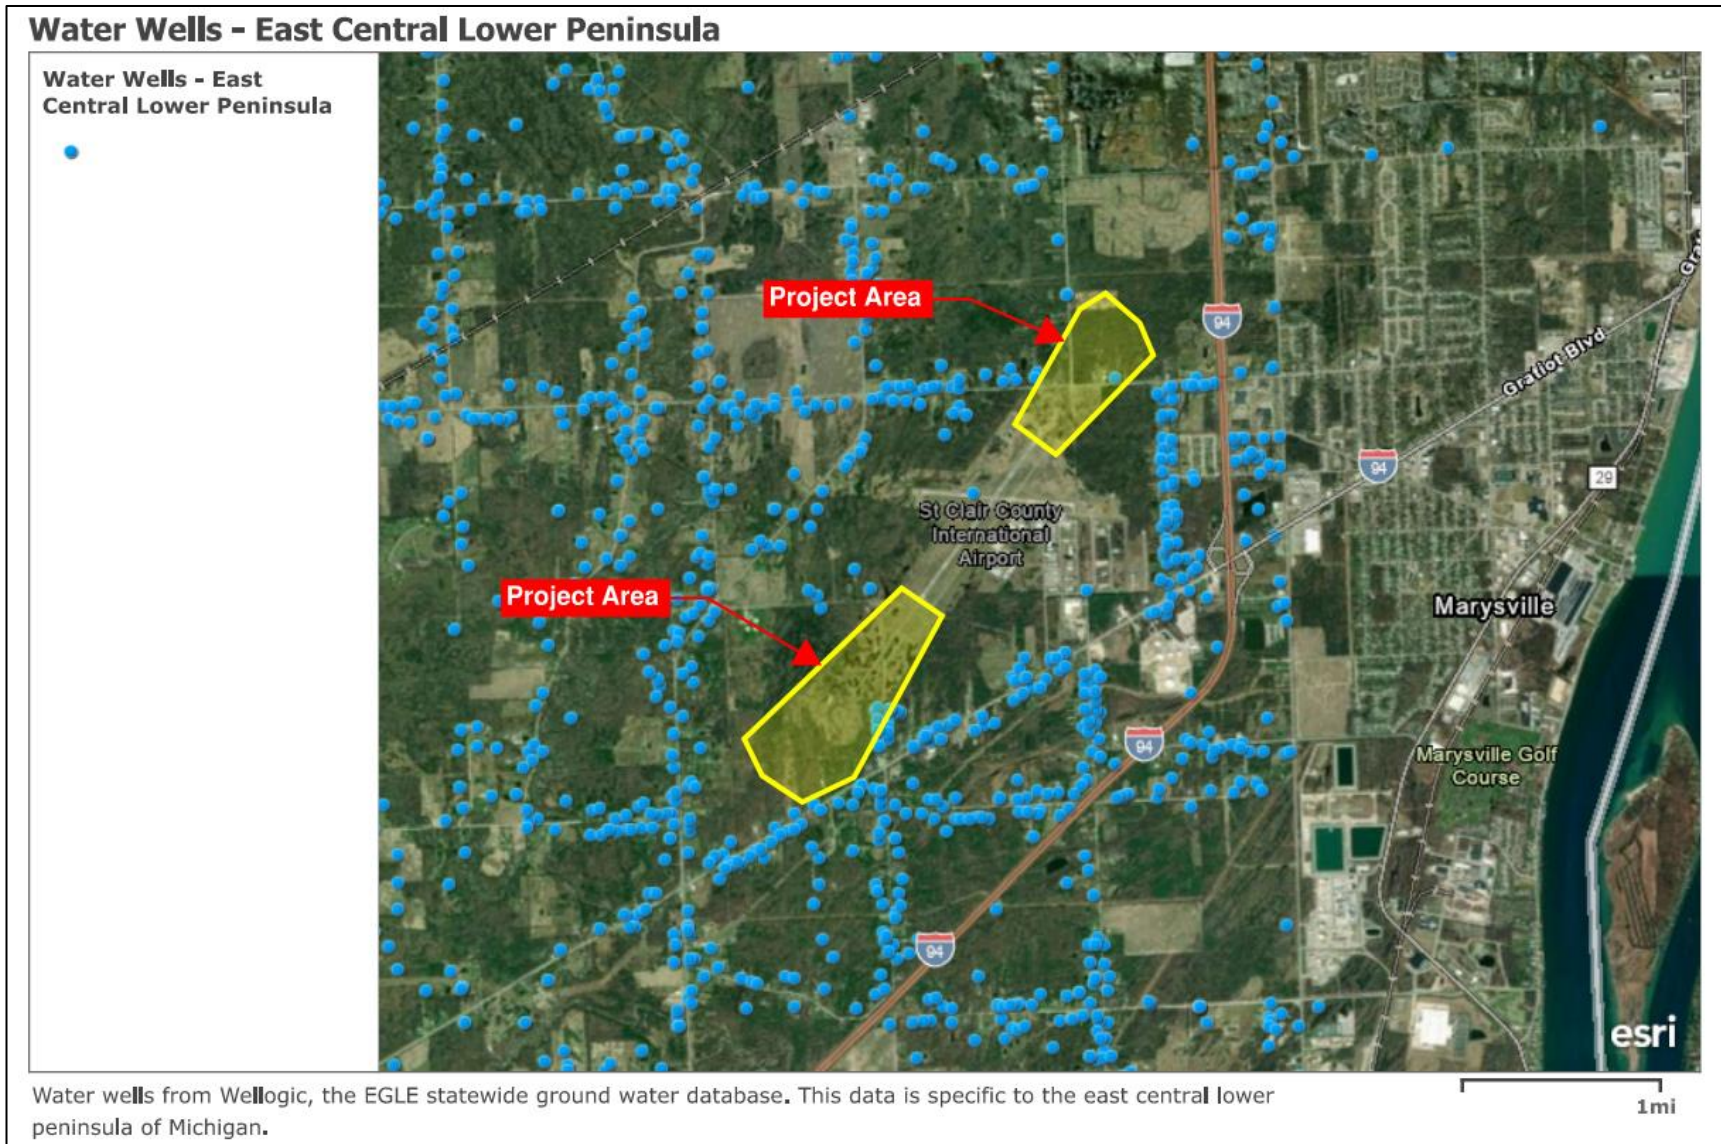 Water Wells - East Central Lower Peninsula
Water Wells - East
Central Lower Peninsula
Project Area
94
Gratiot Blvd
94
29
St Clair County
International
Airport
Project Area
Marysville
94
Marysville Golf
Course
94
esri
Water wells from Wellogic, the EGLE statewide ground water database. This data is specific to the east central lower
peninsula of Michigan.
1mi